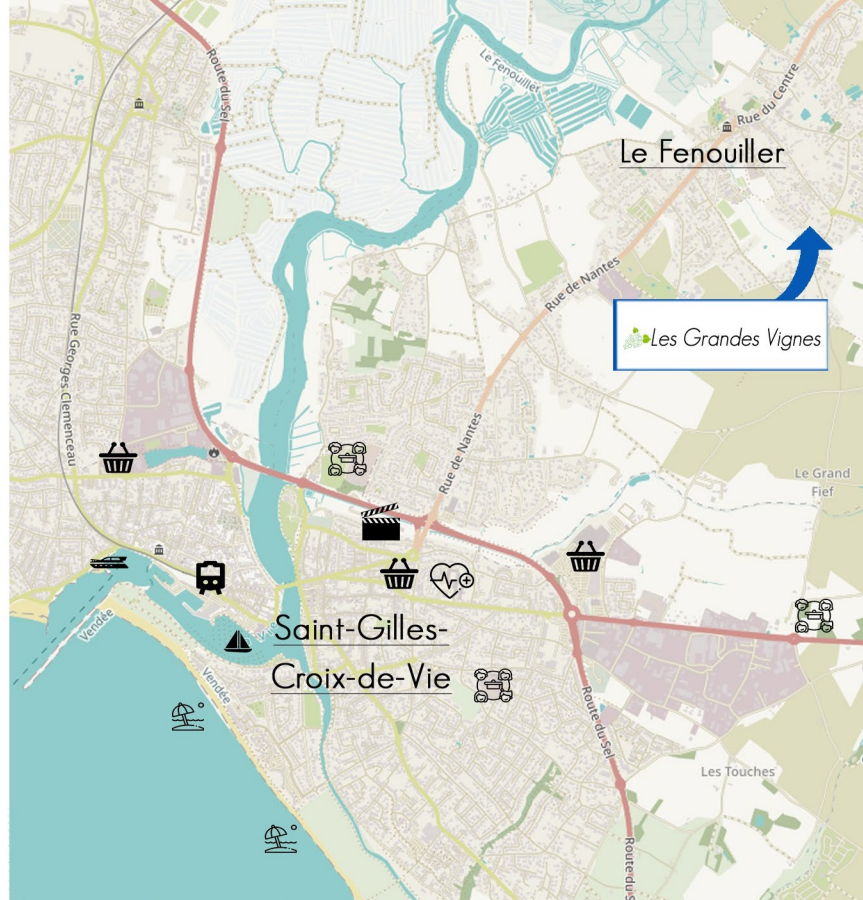 Route du Sel
Le Fenouiller
Rue du Centre
Le Fenouiller
Rue de Nantes
Les Grandes Vignes
Rue Georges Clemenceau
Rue de Nantes
Le Grand
Fief
Vendée
Saint-Gilles-
Croix-de-Vie
Vendée
Route du Sel
Les Touches
Route du S